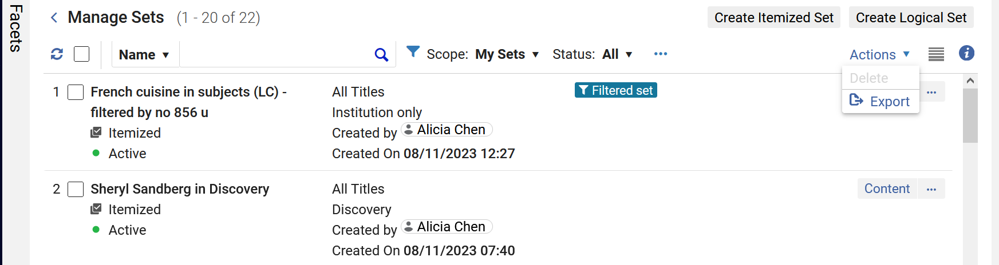 Facets
Manage Sets (1 - 20 of 22) Create Itemized Set Create Logical Set
Name Scope: My Sets Status: All ... Actions
Delete
Export
1 French cuisine in subjects (LC) - All Titles Filtered set ...
filtered by no 856 u Institution only
Itemized Created by Alicia Chen
Active Created On 08/11/2023 12:27
2 Sheryl Sandberg in Discovery All Titles Content ...
Itemized Discovery
Active Created by Alicia Chen
Created On 08/11/2023 07:40